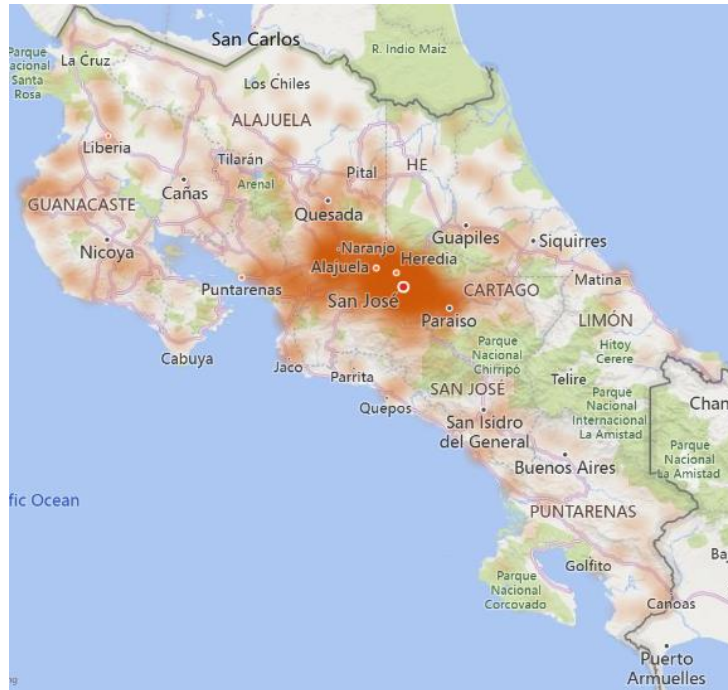 San Carlos
Parque
Nacional
Santa
Rosa
La Cruz
R. Indio Maíz
Los Chiles
ALAJUELA
Liberia
Tilarán
Pital
HE
Cañas
Arenal
GUANACASTE
Quesada
Nicoya
Naranjo
Guapiles
Siquirres
Alajuela
Heredia
Puntarenas
San José
CARTAGO
Matina
Paraiso
LIMÓN
Cabuya
Jaco
Parrita
Parque
Nacional
Chirripó
Hitoy
Cerere
SAN JOSÉ
Telire
Quepos
San Isidro
del General
Parque
Nacional
Internacional
La Amistad
Chan
Parque
Nacional
La Amistad
Buenos Aires
fic Ocean
PUNTARENAS
Golfito
Ba
Parque
Nacional
Corcovado
Canoas
Puerto
Armuelles